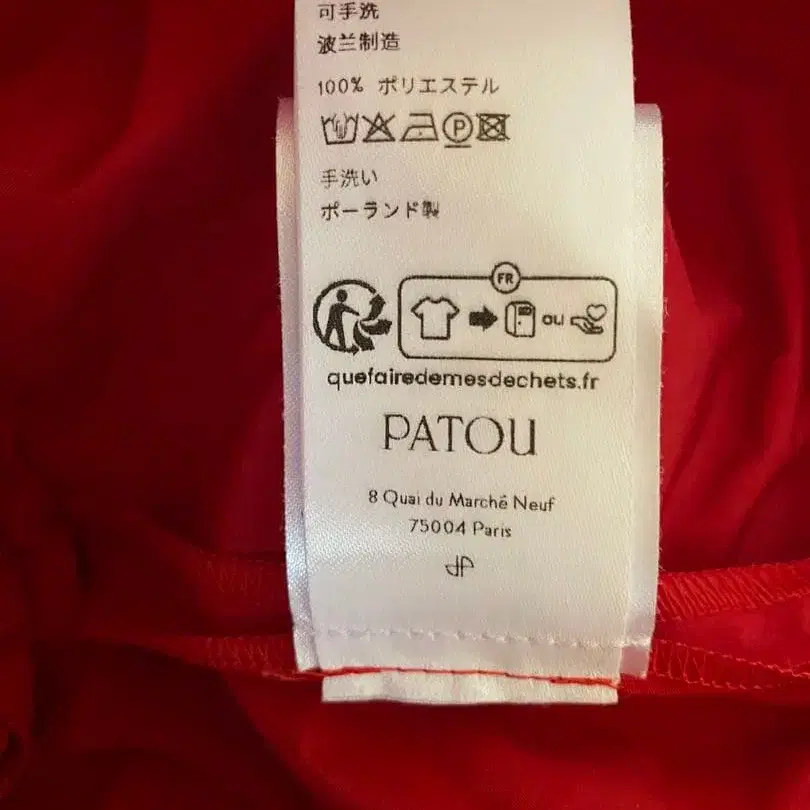 可手洗
波兰制造
100% ポリエステル
P
手洗い
ポーランド製
FR
ou
quefairedemesdechets.fr
PATOU
8 Quai du Marché Neuf
75004 Paris
JP